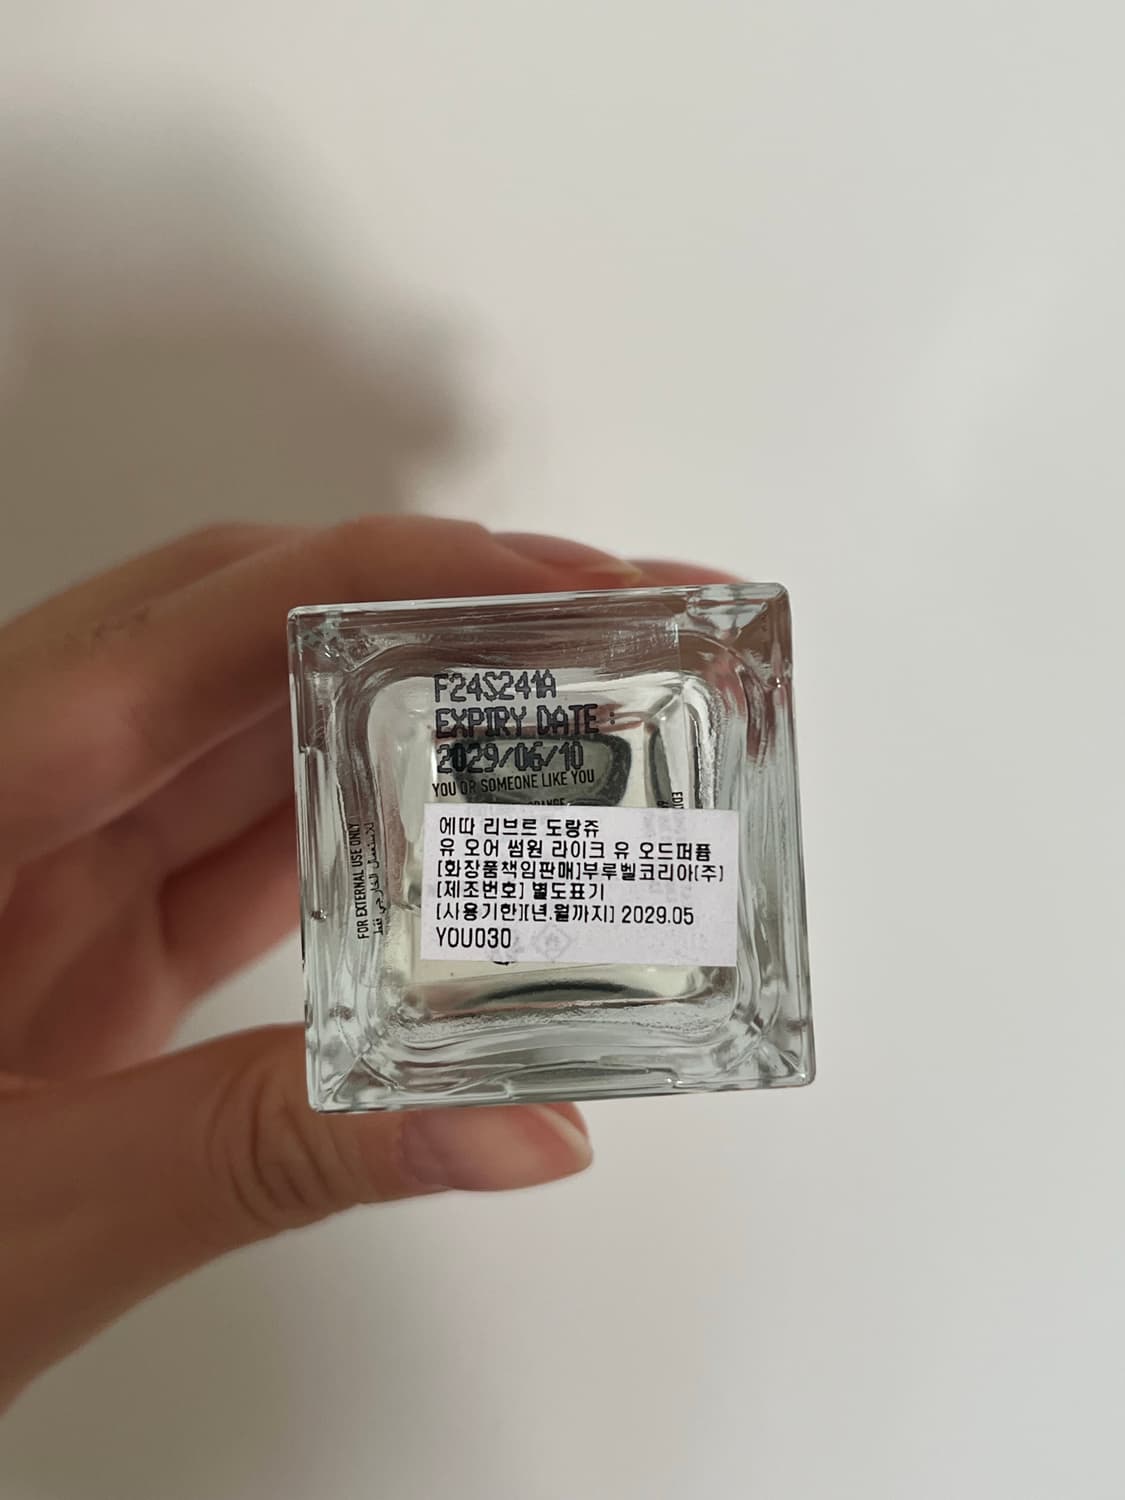 F24S241A
EXPIRY DATE :
2029/06/10
YOU OR SOMEONE LIKE YOU
에따 리브르 도랑쥬
유 오어 썸원 라이크 유 오드퍼퓸
[화장품책임판매]부루벨코리아(주)
[제조번호] 별도표기
[사용기한][년.월까지] 2029.05
YOU030
FOR EXTERNAL USE ONLY
للاستعمال الخارجي فقط